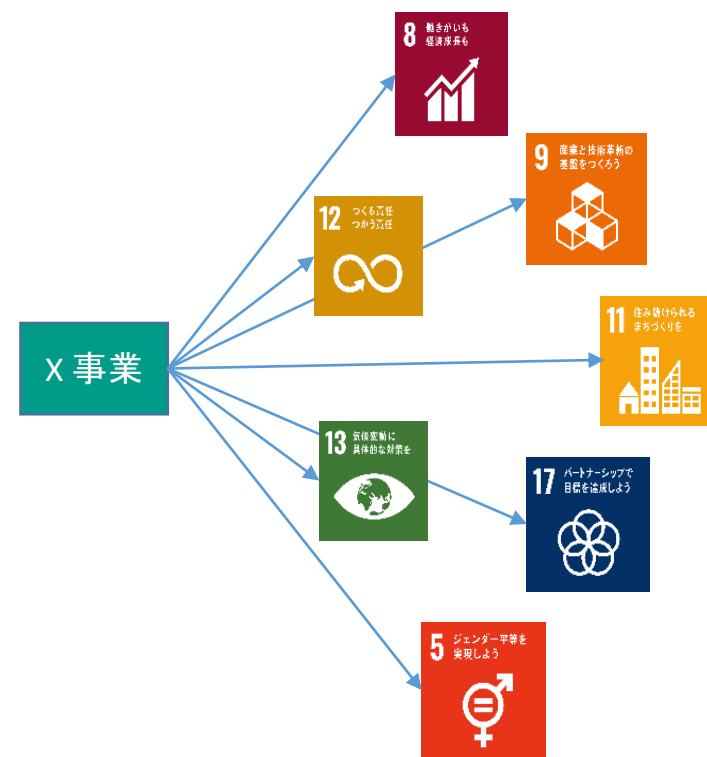 8 働きがいも
経済成長も
9 産業と技術革新の
基盤をつくろう
12 つくる責任
つかう責任
11 住み続けられる
まちづくりを
X 事業
13 気候変動に
具体的な対策を
17 パートナーシップで
目標を達成しよう
5 ジェンダー平等を
実現しよう